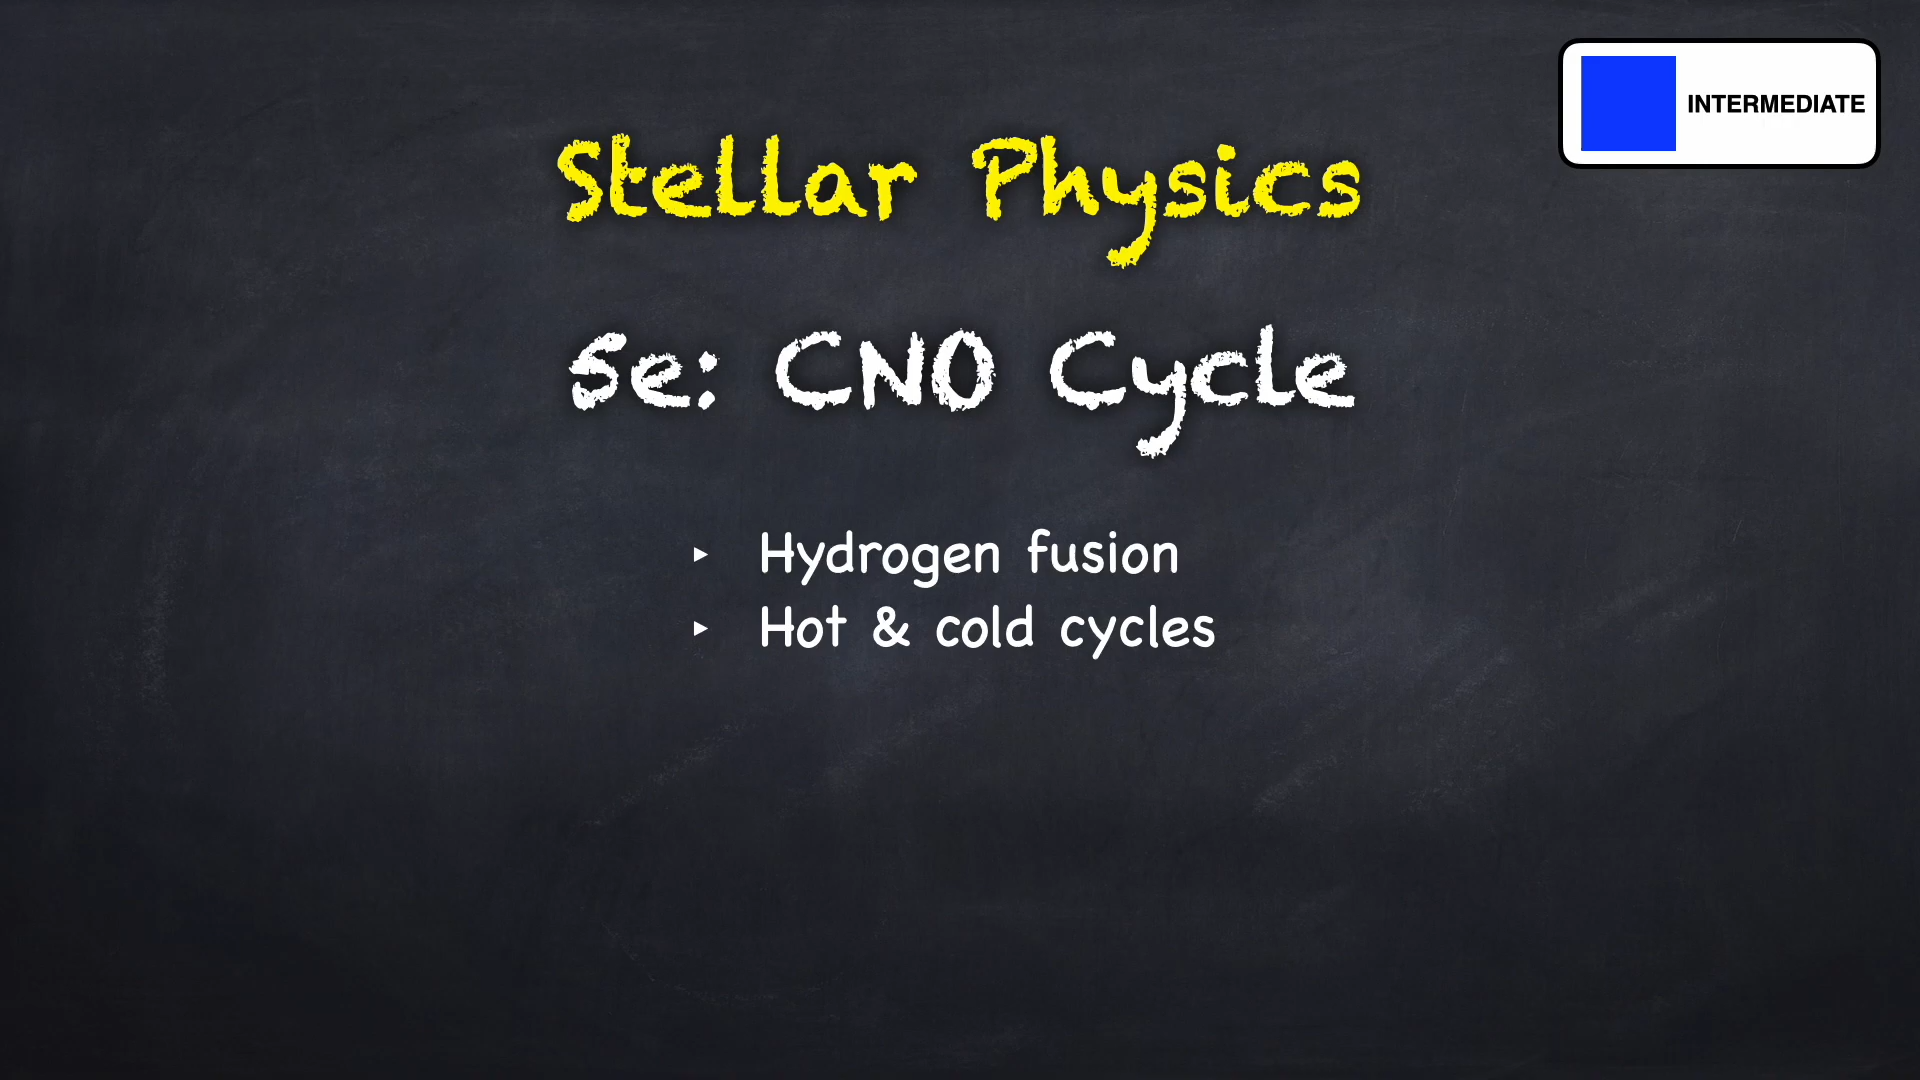 INTERMEDIATE
Stellar Physics
5e: CNO Cycle
▸ Hydrogen fusion
▸ Hot & cold cycles